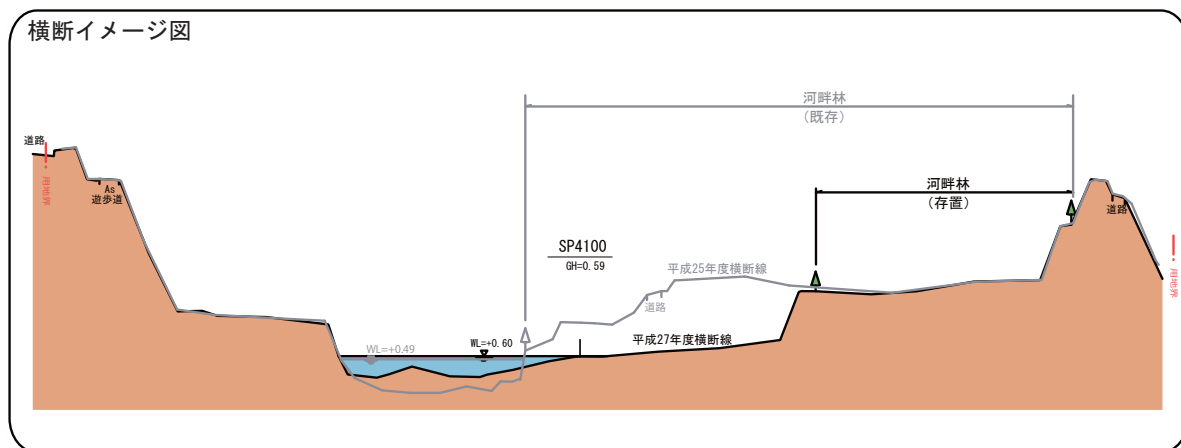 横断イメージ図
河畔林
（既存）
道路
用地界
As
遊歩道
河畔林
（存置）
道路
用地界
SP4100
GH=0.59
平成25年度横断線
道路
平成27年度横断線
WL=+0.49
WL=+0.60